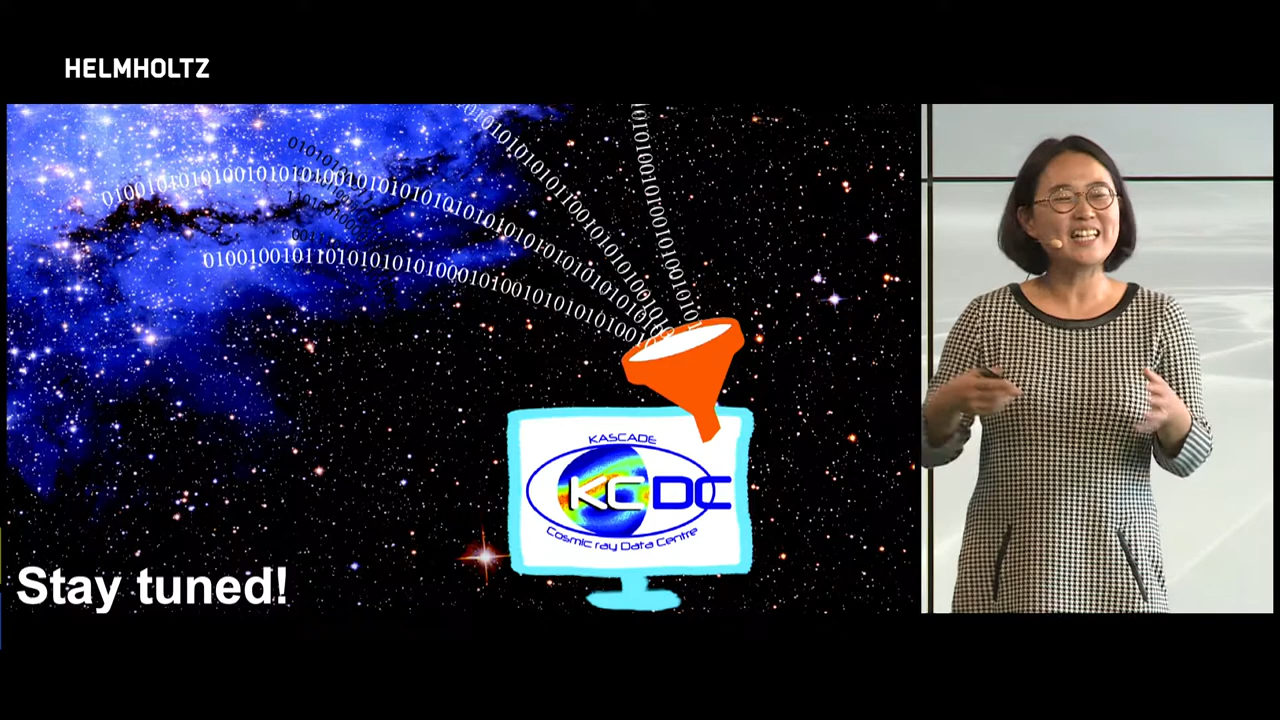 HELMHOLTZ
KASCADE
KCDC
Cosmic ray Data Centre
Stay tuned!